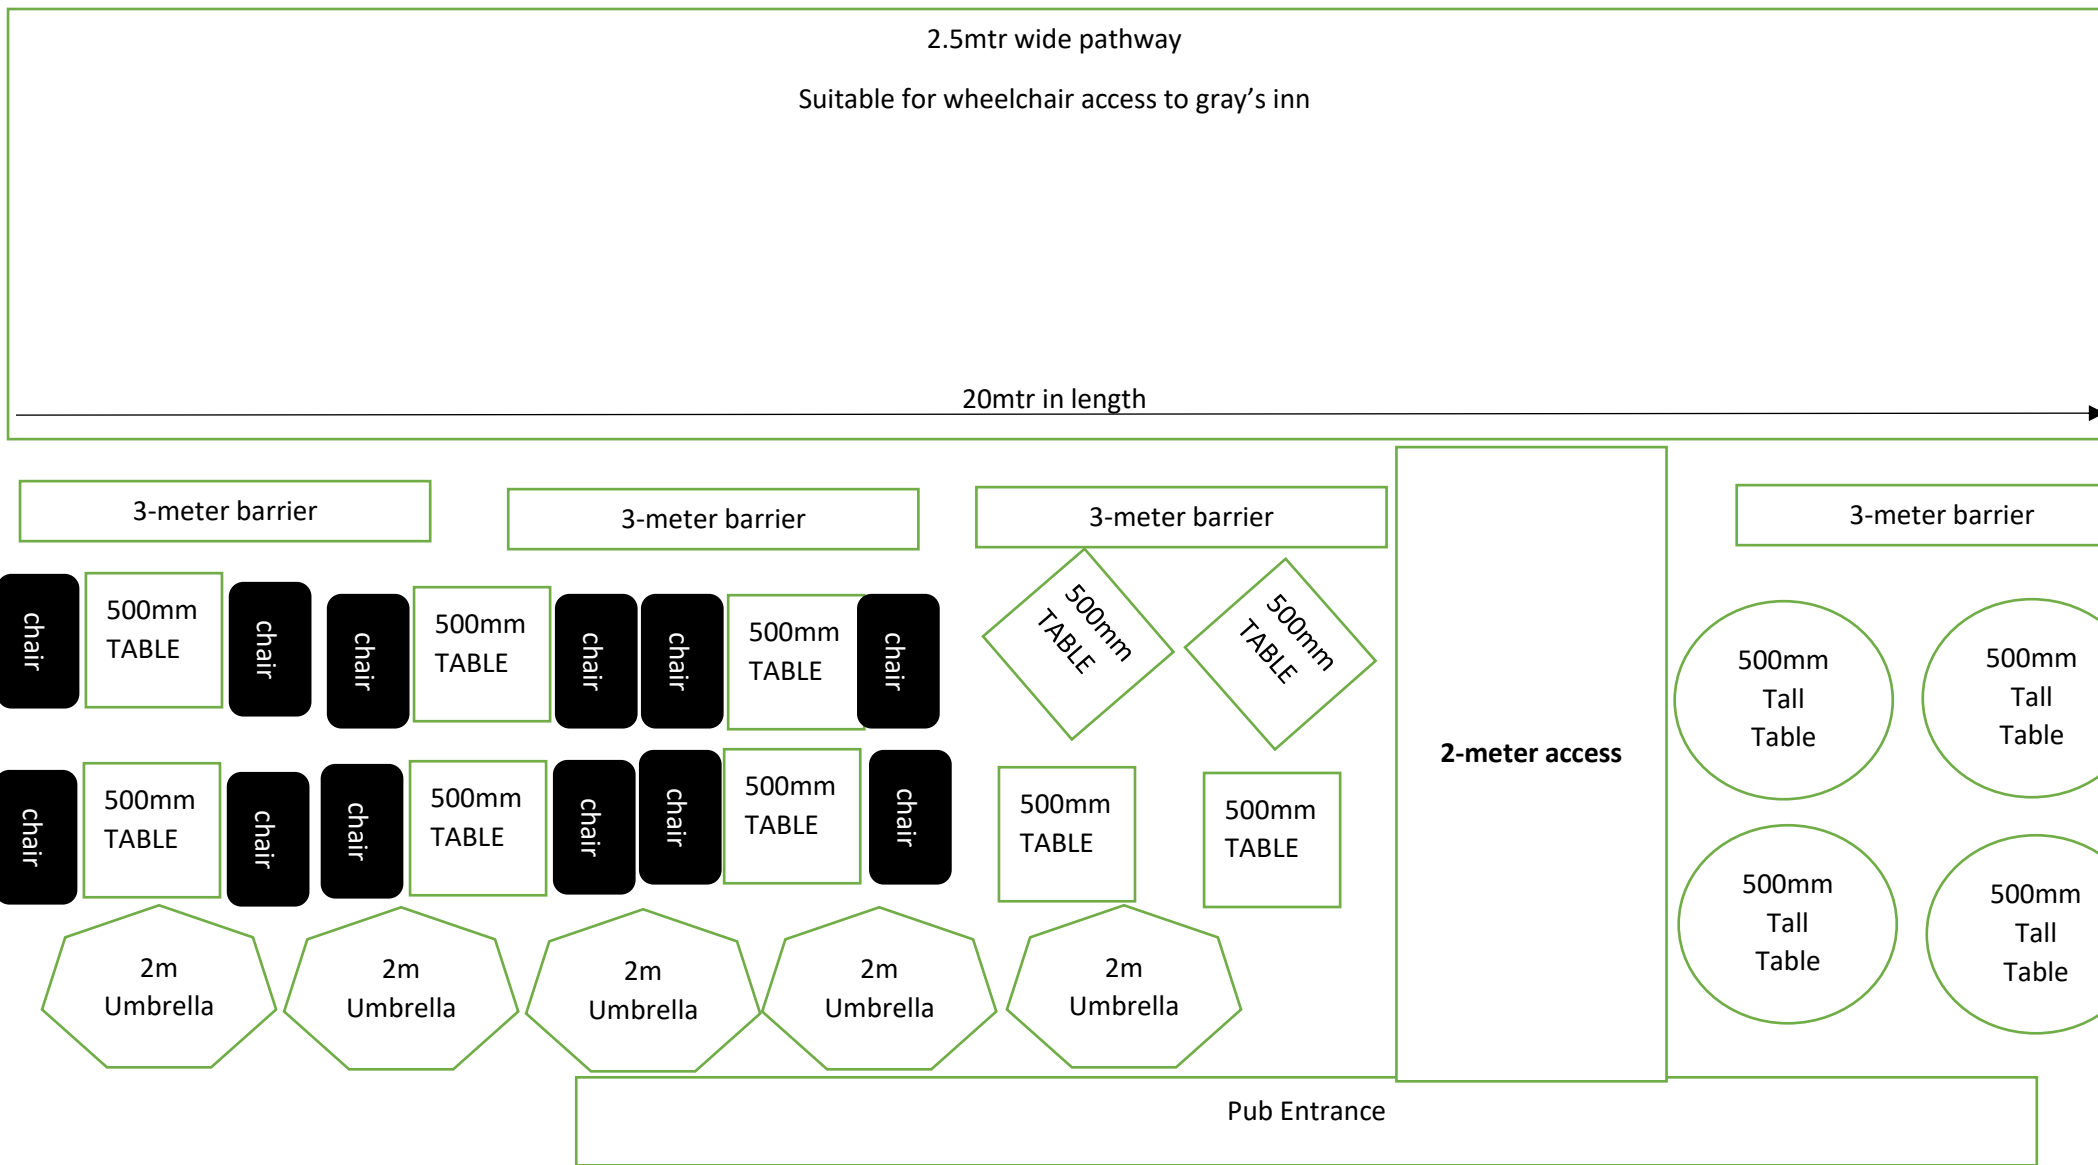 2.5mtr wide pathway
Suitable for wheelchair access to gray's inn
20mtr in length
3-meter barrier
3-meter barrier
3-meter barrier
3-meter barrier
chair
500mm
TABLE
chair
chair
500mm
TABLE
chair
chair
500mm
TABLE
chair
500mm
TABLE
500mm
TABLE
2-meter access
500mm
Tall
Table
500mm
Tall
Table
chair
500mm
TABLE
chair
chair
500mm
TABLE
chair
chair
500mm
TABLE
chair
500mm
TABLE
500mm
TABLE
500mm
Tall
Table
500mm
Tall
Table
2m
Umbrella
2m
Umbrella
2m
Umbrella
2m
Umbrella
2m
Umbrella
Pub Entrance